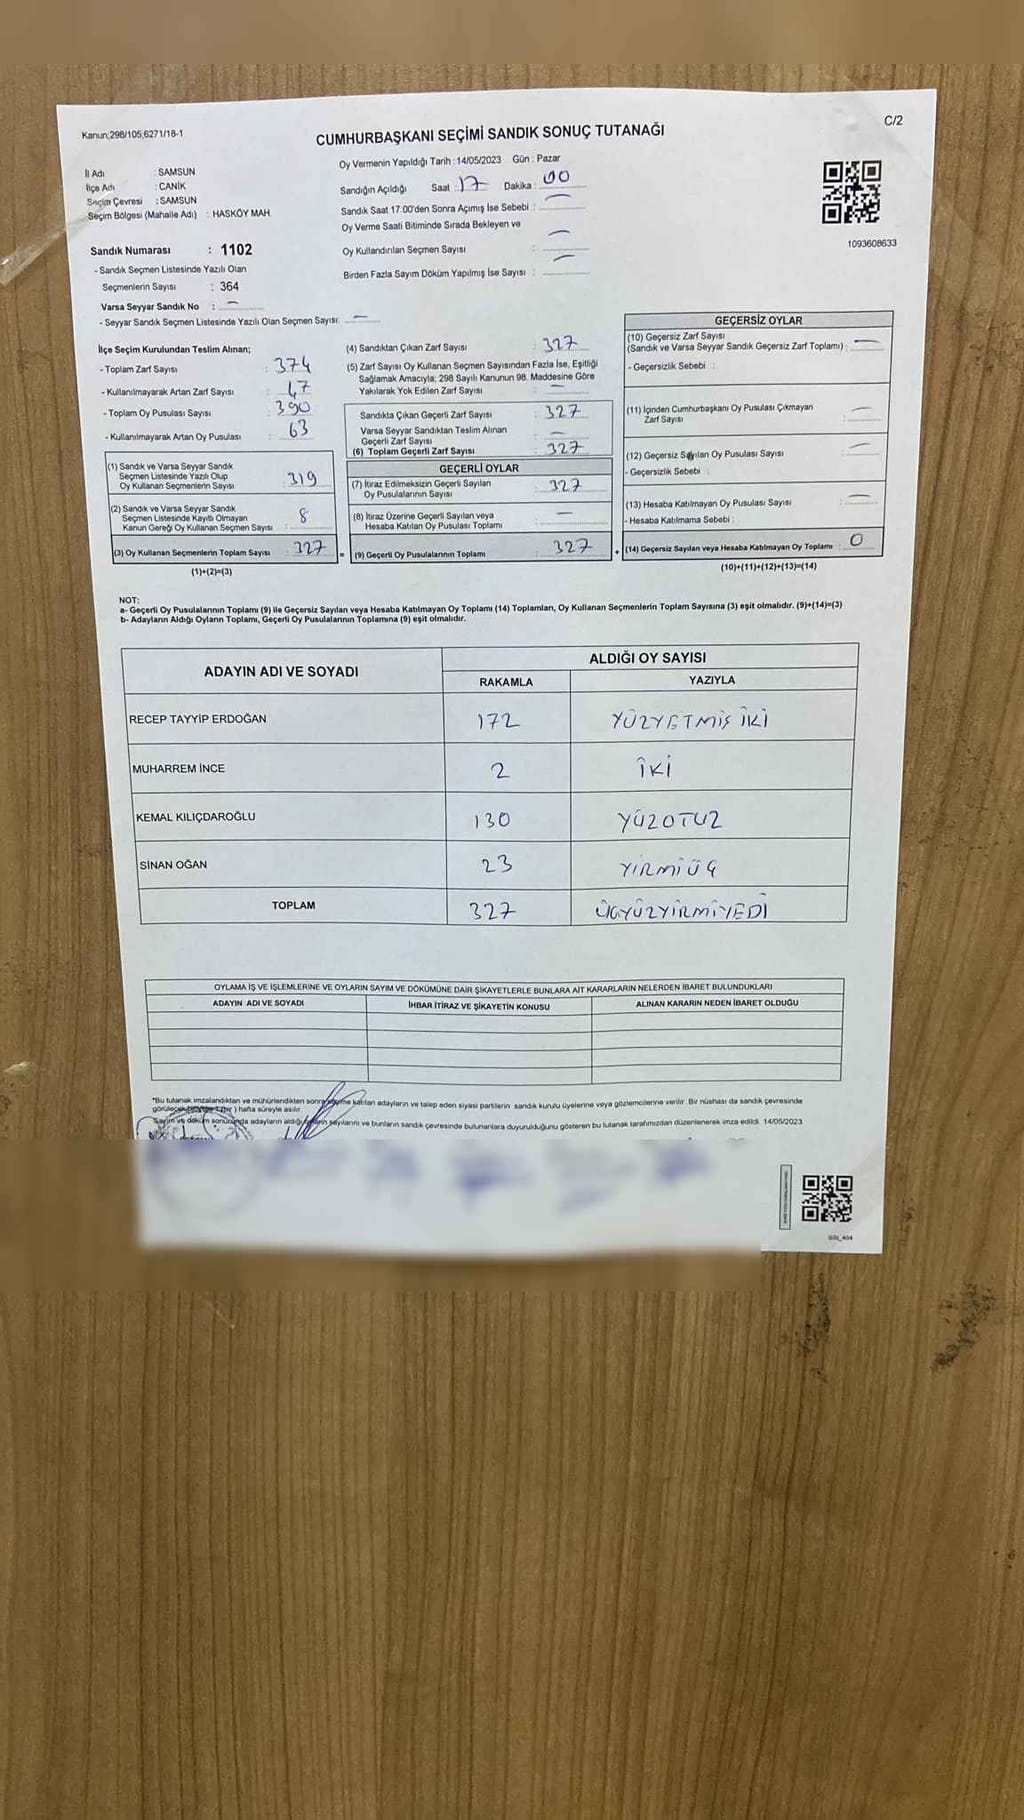 Kanun;298/105,6271/18-1
C/2
CUMHURBAŞKANI SEÇİMİ SANDIK SONUÇ TUTANAĞI
İl Adı : SAMSUN
İlçe Adı : CANİK
Seçim Çevresi : SAMSUN
Seçim Bölgesi (Mahalle Adı) : HASKÖY MAH.
Oy Vermenin Yapıldığı Tarih :14/05/2023 Gün : Pazar
Sandığın Açıldığı Saat : 17 Dakika : 00
Sandık Saat 17:00'den Sonra Açımış İse Sebebi : —
Oy Verme Saati Bitiminde Sırada Bekleyen ve
Oy Kullandırılan Seçmen Sayısı : —
Birden Fazla Sayım Döküm Yapılmış İse Sayısı : —
1093608633
Sandık Numarası : 1102
- Sandık Seçmen Listesinde Yazılı Olan
Seçmenlerin Sayısı : 364
Varsa Seyyar Sandık No : —
- Seyyar Sandık Seçmen Listesinde Yazılı Olan Seçmen Sayısı: —
İlçe Seçim Kurulundan Teslim Alınan;
- Toplam Zarf Sayısı : 374
- Kullanılmayarak Artan Zarf Sayısı : 47
- Toplam Oy Pusulası Sayısı : 390
- Kullanılmayarak Artan Oy Pusulası : 63
(1) Sandık ve Varsa Seyyar Sandık
Seçmen Listesinde Yazılı Olup
Oy Kullanan Seçmenlerin Sayısı : 319
(2) Sandık ve Varsa Seyyar Sandık
Seçmen Listesinde Kayıtlı Olmayan
Kanun Gereği Oy Kullanan Seçmen Sayısı : 8
(3) Oy Kullanan Seçmenlerin Toplam Sayısı : 327
(1)+(2)=(3)
(4) Sandıktan Çıkan Zarf Sayısı : 327
(5) Zarf Sayısı Oy Kullanan Seçmen Sayısından Fazla İse, Eşitliği
Sağlamak Amacıyla; 298 Sayılı Kanunun 98. Maddesine Göre
Yakılarak Yok Edilen Zarf Sayısı : —
Sandıkta Çıkan Geçerli Zarf Sayısı : 327
Varsa Seyyar Sandıktan Teslim Alınan
Geçerli Zarf Sayısı : —
(6) Toplam Geçerli Zarf Sayısı : 327
GEÇERLİ OYLAR
(7) İtiraz Edilmeksizin Geçerli Sayılan
Oy Pusulalarının Sayısı : 327
(8) İtiraz Üzerine Geçerli Sayılan veya
Hesaba Katılan Oy Pusulası Toplamı : —
= (9) Geçerli Oy Pusulalarının Toplamı : 327
GEÇERSİZ OYLAR
(10) Geçersiz Zarf Sayısı
(Sandık ve Varsa Seyyar Sandık Geçersiz Zarf Toplamı) : —
- Geçersizlik Sebebi :
(11) İçinden Cumhurbaşkanı Oy Pusulası Çıkmayan
Zarf Sayısı : —
(12) Geçersiz Sayılan Oy Pusulası Sayısı : —
- Geçersizlik Sebebi :
(13) Hesaba Katılmayan Oy Pusulası Sayısı : —
- Hesaba Katılmama Sebebi :
+ (14) Geçersiz Sayılan veya Hesaba Katılmayan Oy Toplamı : 0
(10)+(11)+(12)+(13)=(14)
NOT:
a- Geçerli Oy Pusulalarının Toplamı (9) ile Geçersiz Sayılan veya Hesaba Katılmayan Oy Toplamı (14) Toplamları, Oy Kullanan Seçmenlerin Toplam Sayısına (3) eşit olmalıdır. (9)+(14)=(3)
b- Adayların Aldığı Oyların Toplamı, Geçerli Oy Pusulalarının Toplamına (9) eşit olmalıdır.
ADAYIN ADI VE SOYADI ALDIĞI OY SAYISI
RAKAMLA YAZIYLA
RECEP TAYYİP ERDOĞAN 172 YÜZYETMİŞ İKİ
MUHARREM İNCE 2 İKİ
KEMAL KILIÇDAROĞLU 130 YÜZOTUZ
SİNAN OĞAN 23 YİRMİÜÇ
TOPLAM 327 ÜÇYÜZYİRMİYEDİ
OYLAMA İŞ VE İŞLEMLERİNE VE OYLARIN SAYIM VE DÖKÜMÜNE DAİR ŞİKAYETLERLE BUNLARA AİT KARARLARIN NELERDEN İBARET BULUNDUKLARI
ADAYIN ADI VE SOYADI İHBAR İTİRAZ VE ŞİKAYETİN KONUSU ALINAN KARARIN NEDEN İBARET OLDUĞU
*Bu tutanak imzalandıktan ve mühürlendikten sonra seçime katılan adayların ve talep eden siyasi partilerin sandık kurulu üyelerine veya gözlemcilerine verilir. Bir nüshası da sandık çevresinde
hafta süreyle asılır.
Sayım ve döküm sonucunda adayların aldığı oyların sayılarını ve bunların sandık çevresinde bulunanlara duyurulduğunu gösteren bu tutanak tarafımızdan düzenlenerek imza edildi. 14/05/2023